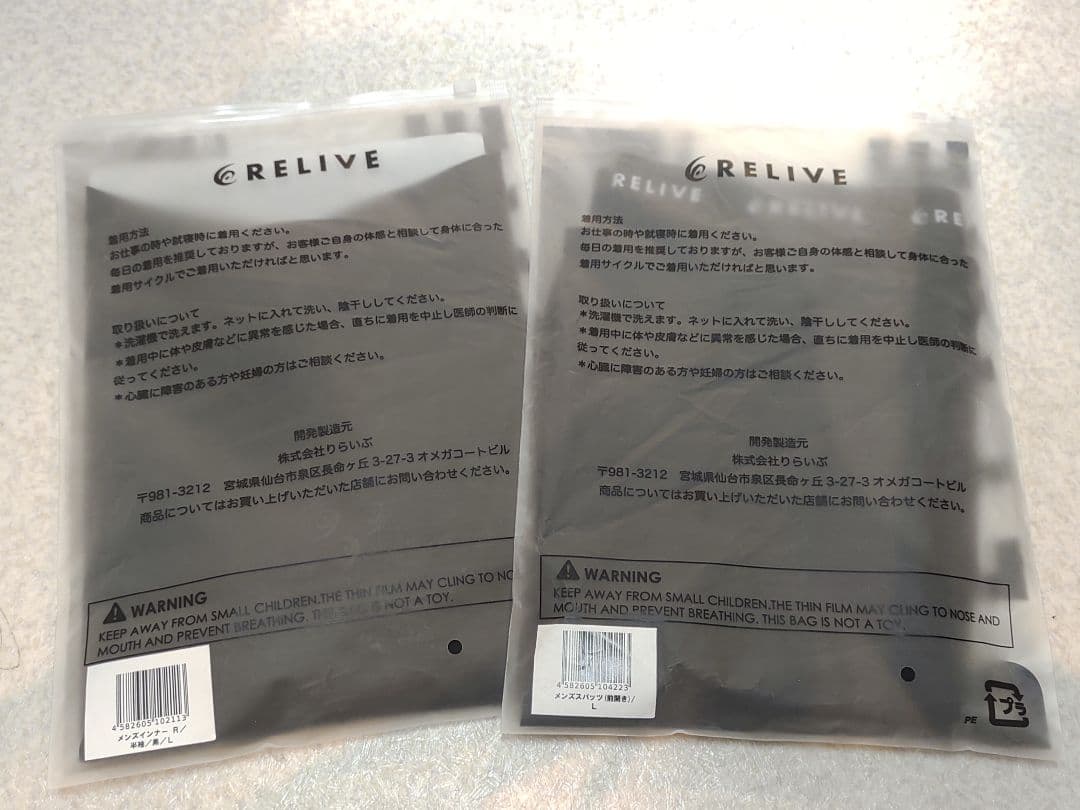 RELIVE
着用方法
お仕事の時や就寝時に着用ください。
毎日の着用を推奨しておりますが、お客様ご自身の体感と相談して身体に合った
着用サイクルでご着用いただければと思います。
取り扱いについて
*洗濯機で洗えます。ネットに入れて洗い、陰干ししてください。
*着用中に体や皮膚などに異常を感じた場合、直ちに着用を中止し医師の判断に
従ってください。
*心臓に障害のある方や妊婦の方はご相談ください。
開発製造元
株式会社りらいぶ
〒981-3212 宮城県仙台市泉区長命ヶ丘 3-27-3 オメガコートビル
商品についてはお買い上げいただいた店舗にお問い合わせください。
WARNING
KEEP AWAY FROM SMALL CHILDREN.THE THIN FILM MAY CLING TO NO
MOUTH AND PREVENT BREATHING. THIS BAG IS NOT A TOY.
4 582605 102113
メンズインナー R/
半袖/黒/L
RELIVE
RELIVE
RELIVE
RE
着用方法
お仕事の時や就寝時に着用ください。
毎日の着用を推奨しておりますが、お客様ご自身の体感と相談して身体に合った
着用サイクルでご着用いただければと思います。
取り扱いについて
*洗濯機で洗えます。ネットに入れて洗い、陰干ししてください。
*着用中に体や皮膚などに異常を感じた場合、直ちに着用を中止し医師の判断に
従ってください。
*心臓に障害のある方や妊婦の方はご相談ください。
開発製造元
株式会社りらいぶ
〒981-3212 宮城県仙台市泉区長命ヶ丘 3-27-3 オメガコートビル
商品についてはお買い上げいただいた店舗にお問い合わせください。
WARNING
KEEP AWAY FROM SMALL CHILDREN.THE THIN FILM MAY CLING TO NOSE AND
MOUTH AND PREVENT BREATHING. THIS BAG IS NOT A TOY.
4 582605 104223
メンズスパッツ(前開き)/
L
PE
プラ